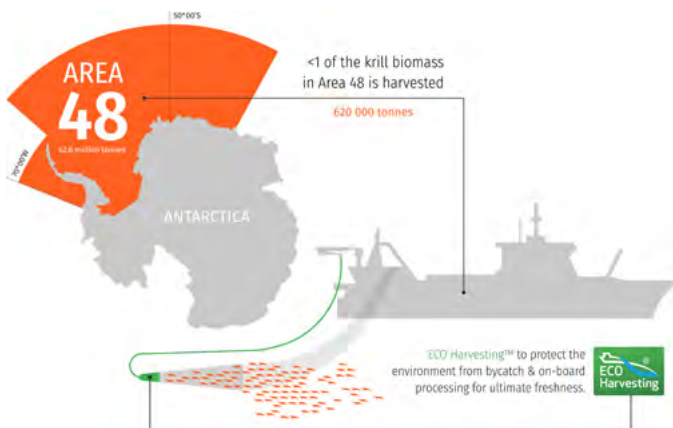 50°00'S
AREA
48
62,6 million tonnes
70°00'W
<1 of the krill biomass
in Area 48 is harvested
620 000 tonnes
ANTARCTICA
ECO Harvesting™ to protect the
environment from bycatch & on-board
processing for ultimate freshness.
®
ECO
Harvesting